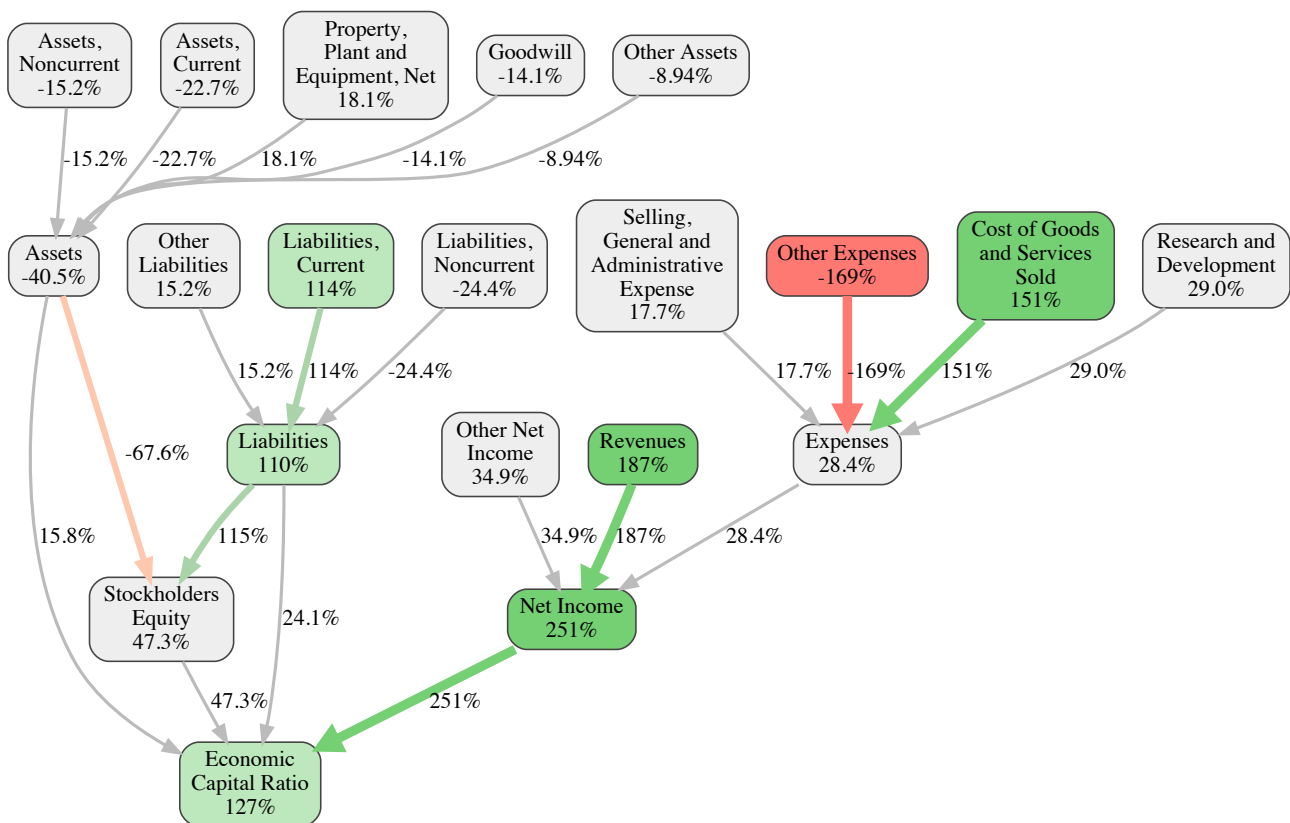 Assets,
Noncurrent
-15.2%
Assets,
Current
-22.7%
Property,
Plant and
Equipment, Net
18.1%
Goodwill
-14.1%
Other Assets
-8.94%
-15.2%
-22.7%
18.1%
-14.1%
-8.94%
Assets
-40.5%
Other
Liabilities
15.2%
Liabilities,
Current
114%
Liabilities,
Noncurrent
-24.4%
Selling,
General and
Administrative
Expense
17.7%
Other Expenses
-169%
Cost of Goods
and Services
Sold
151%
Research and
Development
29.0%
15.2%
114%
-24.4%
17.7%
-169%
151%
29.0%
-67.6%
Liabilities
110%
Other Net
Income
34.9%
Revenues
187%
Expenses
28.4%
15.8%
115%
34.9%
187%
28.4%
Stockholders
Equity
47.3%
24.1%
Net Income
251%
47.3%
251%
Economic
Capital Ratio
127%